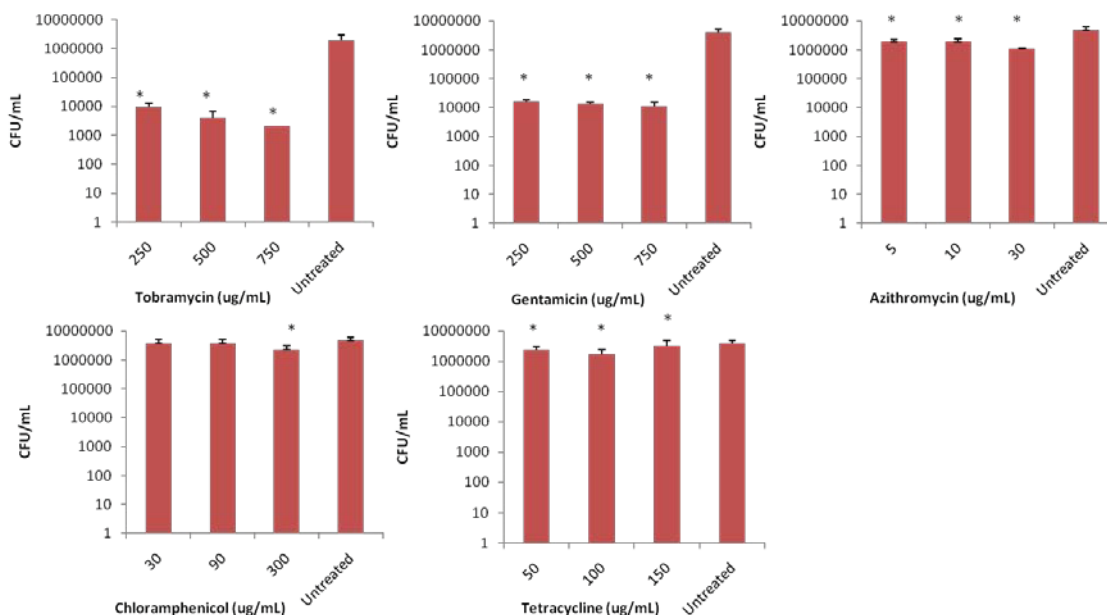 10000000
1000000
100000
10000
1000
100
10
1
CFU/mL
* * *
250 500 750 Untreated
Tobramycin (ug/mL)
10000000
1000000
100000
10000
1000
100
10
1
CFU/mL
* * *
250 500 750 Untreated
Gentamicin (ug/mL)
10000000
1000000
100000
10000
1000
100
10
1
CFU/mL
* * *
5 10 30 Untreated
Azithromycin (ug/mL)
10000000
1000000
100000
10000
1000
100
10
1
CFU/mL
*
30 90 300 Untreated
Chloramphenicol (ug/mL)
10000000
1000000
100000
10000
1000
100
10
1
CFU/mL
* * *
50 100 150 Untreated
Tetracycline (ug/mL)